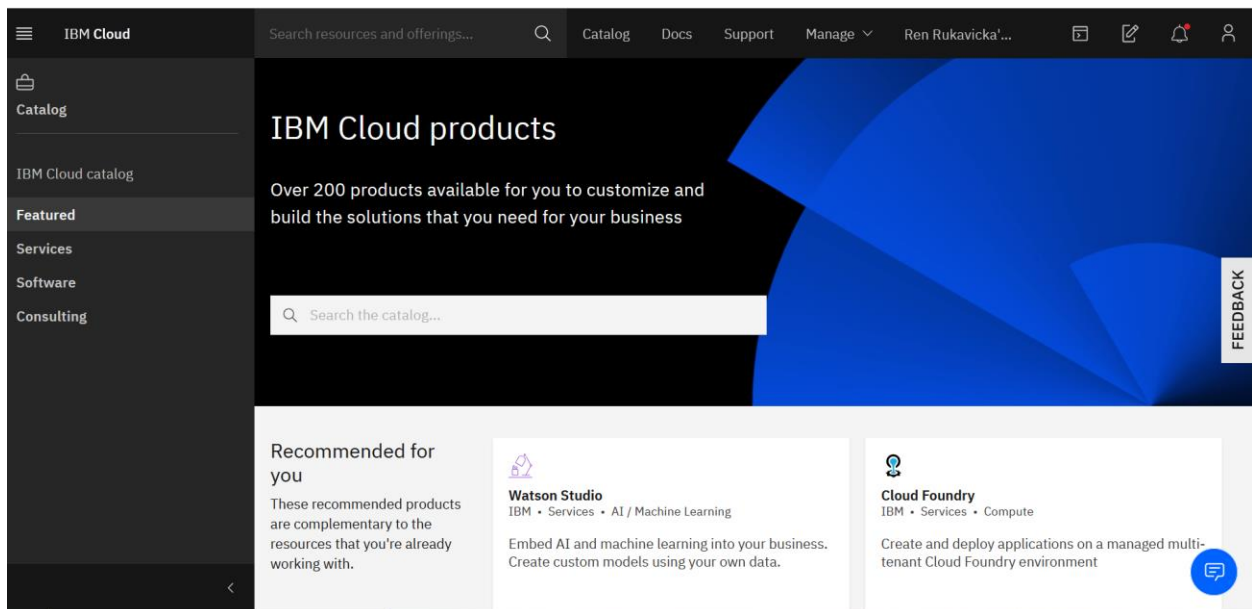 IBM Cloud
Search resources and offerings...
Catalog
Docs
Support
Manage
Ren Rukavicka'...
Catalog
IBM Cloud catalog
Featured
Services
Software
Consulting
IBM Cloud products
Over 200 products available for you to customize and
build the solutions that you need for your business
Search the catalog...
FEEDBACK
Recommended for
you
These recommended products
are complementary to the
resources that you're already
working with.
Watson Studio
IBM • Services • AI / Machine Learning
Embed AI and machine learning into your business.
Create custom models using your own data.
Cloud Foundry
IBM • Services • Compute
Create and deploy applications on a managed multi-
tenant Cloud Foundry environment